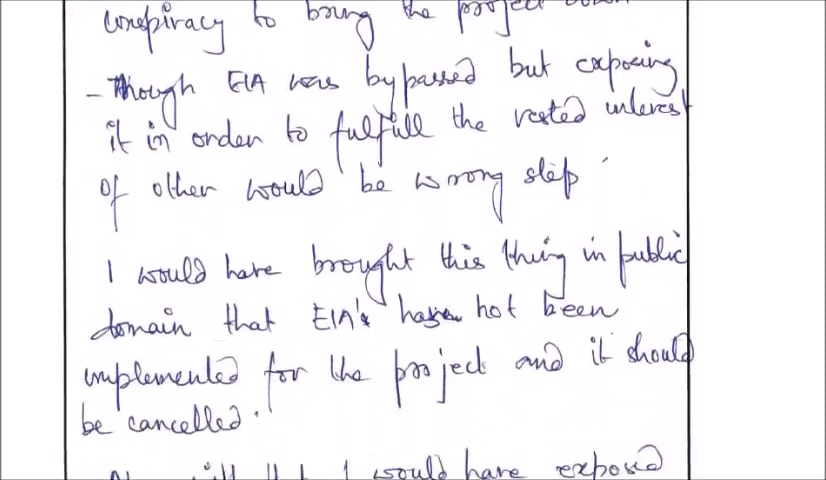 conspiracy to bring the project down
- Though EIA was bypassed but exposing
it in order to fulfill the vested interest
of other would be wrong step
I would have brought this thing in public
domain that EIA's have not been
implemented for the project and it should
be cancelled.
I would have exposed